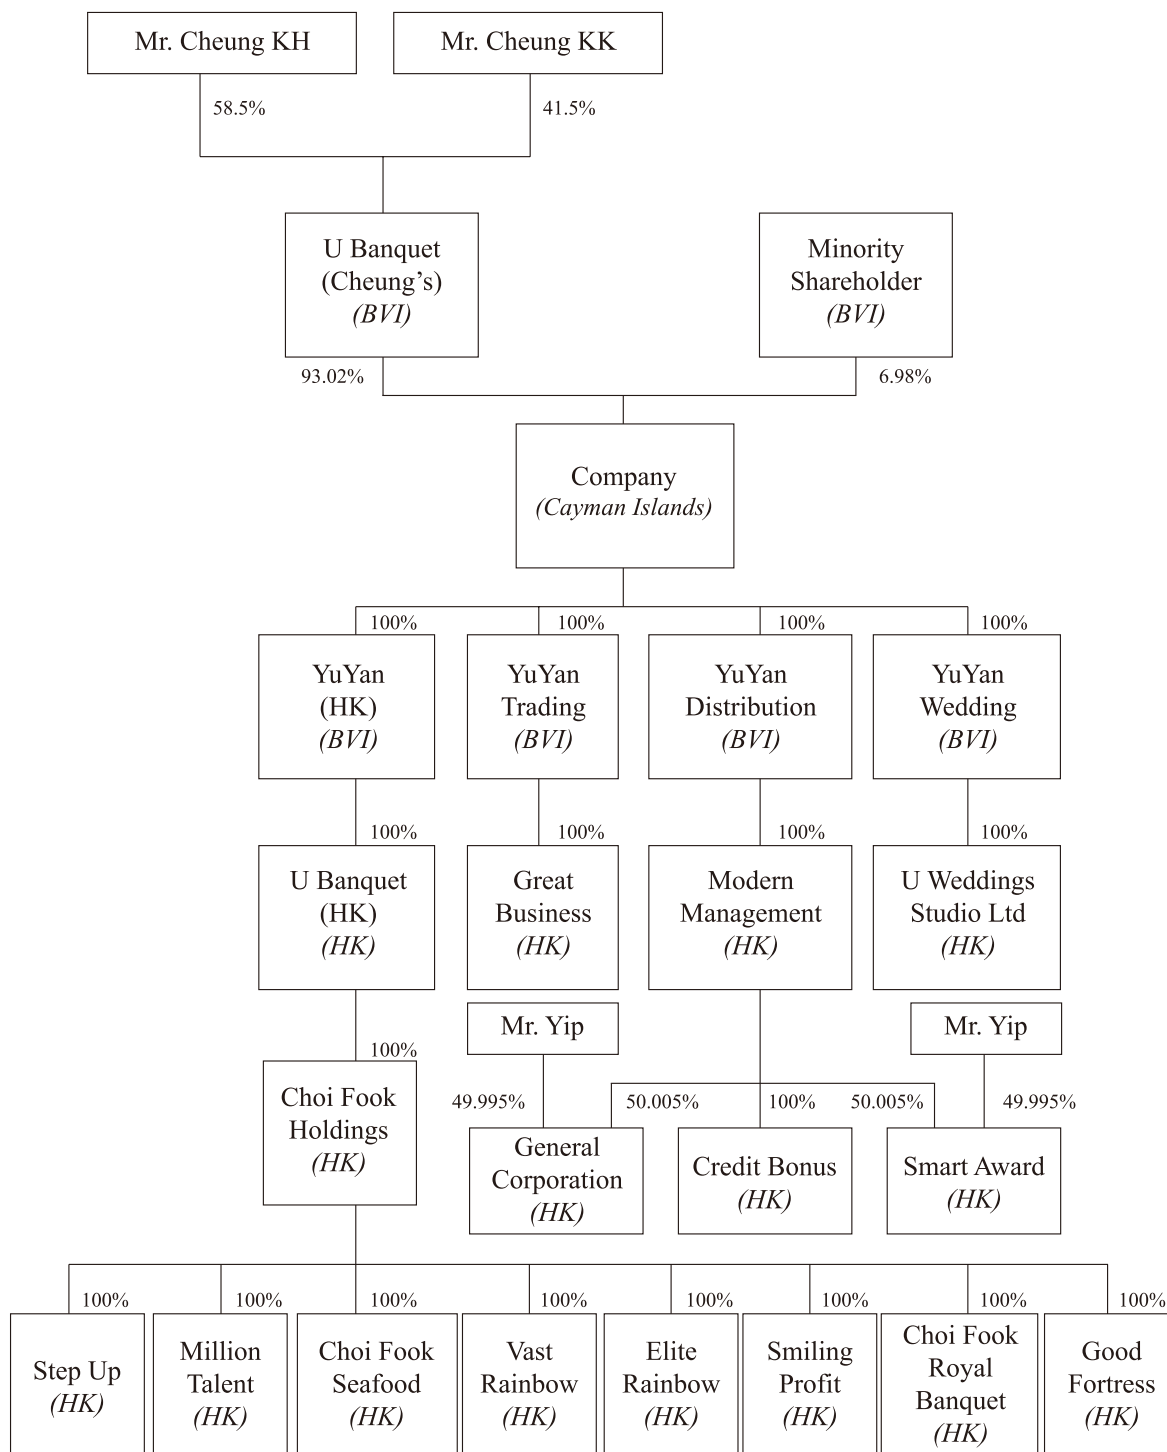 Mr. Cheung KH
Mr. Cheung KK
58.5%
41.5%
U Banquet
(Cheung’s)
(BVI)
Minority
Shareholder
(BVI)
93.02%
6.98%
Company
(Cayman Islands)
100%
100%
100%
100%
YuYan
(HK)
(BVI)
YuYan
Trading
(BVI)
YuYan
Distribution
(BVI)
YuYan
Wedding
(BVI)
100%
100%
100%
100%
U Banquet
(HK)
(HK)
Great
Business
(HK)
Modern
Management
(HK)
U Weddings
Studio Ltd
(HK)
Mr. Yip
Mr. Yip
100%
Choi Fook
Holdings
(HK)
49.995%
50.005%
100%
50.005%
49.995%
General
Corporation
(HK)
Credit Bonus
(HK)
Smart Award
(HK)
100%
100%
100%
100%
100%
100%
100%
100%
Step Up
(HK)
Million
Talent
(HK)
Choi Fook
Seafood
(HK)
Vast
Rainbow
(HK)
Elite
Rainbow
(HK)
Smiling
Profit
(HK)
Choi Fook
Royal
Banquet
(HK)
Good
Fortress
(HK)